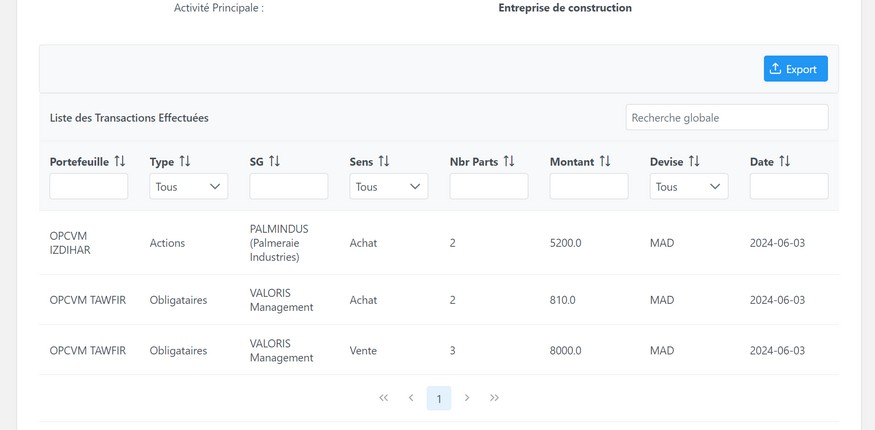 Activité Principale : Entreprise de construction
Export
Liste des Transactions Effectuées Recherche globale
Portefeuille Type SG Sens Nbr Parts Montant Devise Date
Tous Tous Tous
OPCVM IZDIHAR Actions PALMINDUS (Palmeraie Industries) Achat 2 5200.0 MAD 2024-06-03
OPCVM TAWFIR Obligataires VALORIS Management Achat 2 810.0 MAD 2024-06-03
OPCVM TAWFIR Obligataires VALORIS Management Vente 3 8000.0 MAD 2024-06-03
1